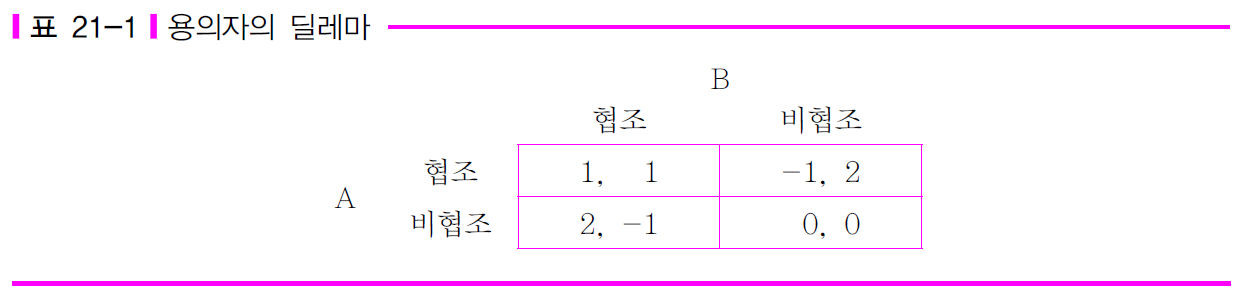 표 21-1 용의자의 딜레마
B
협조 비협조
협조 1, 1 -1, 2
A
비협조 2, -1 0, 0